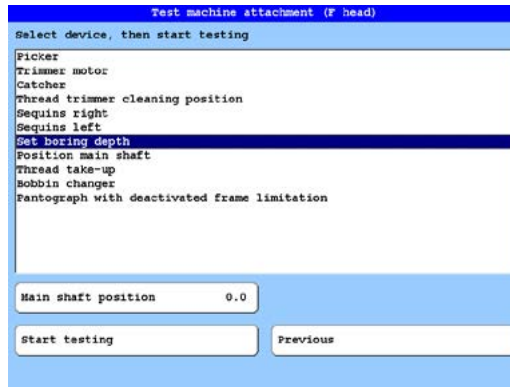 Test machine attachment (F head)
Select device, then start testing
Picker
Trimmer motor
Catcher
Thread trimmer cleaning position
Sequins right
Sequins left
Set boring depth
Position main shaft
Thread take-up
Bobbin changer
Pantograph with deactivated frame limitation
Main shaft position 0.0
Start testing Previous